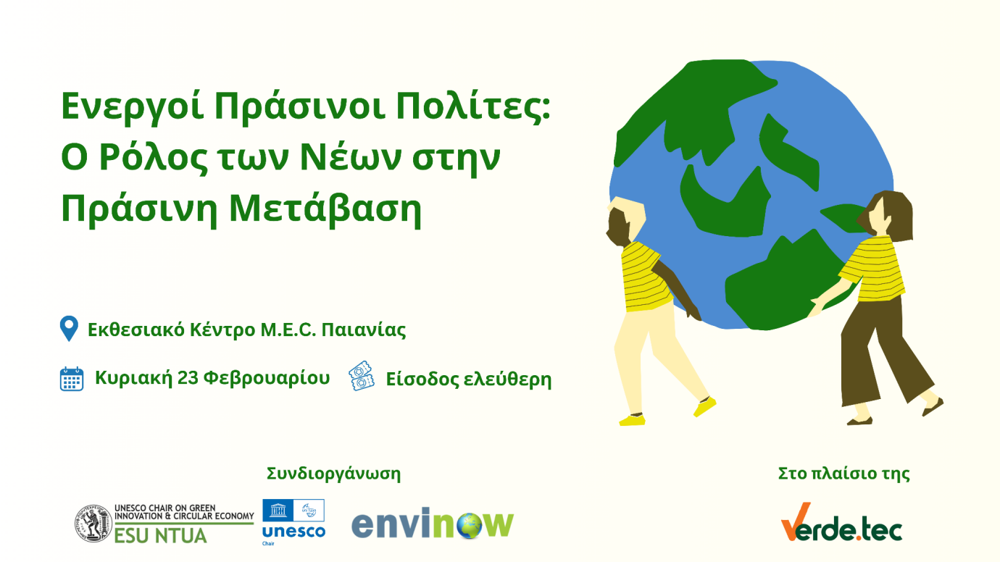 Ενεργοί Πράσινοι Πολίτες:
Ο Ρόλος των Νέων στην
Πράσινη Μετάβαση
Εκθεσιακό Κέντρο M.E.C. Παιανίας
Κυριακή 23 Φεβρουαρίου
Είσοδος ελεύθερη
Συνδιοργάνωση
Στο πλαίσιο της
UNESCO CHAIR ON GREEN
INNOVATION & CIRCULAR ECONOMY
ESU NTUA
unesco
Chair
envinow
Verde.tec